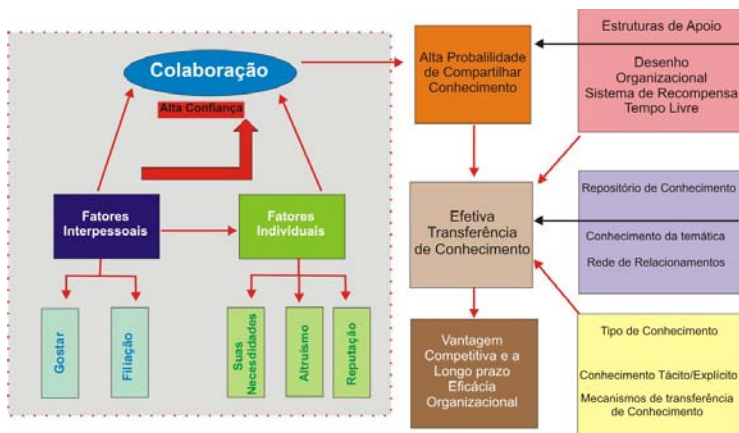 Colaboração
Alta Confiança
Fatores
Interpessoais
Fatores
Individuais
Gostar
Filiação
Suas
Necesdidades
Altruísmo
Reputação
Alta Probalilidade
de Compartilhar
Conhecimento
Efetiva
Transferência
de Conhecimento
Vantagem
Competitiva e a
Longo prazo
Eficácia
Organizacional
Estruturas de Apoio
Desenho
Organizacional
Sistema de Recompensa
Tempo Livre
Repositório de Conhecimento
Conhecimento da temática
Rede de Relacionamentos
Tipo de Conhecimento
Conhecimento Tácito/Explícito
Mecanismos de transferência
de Conhecimento